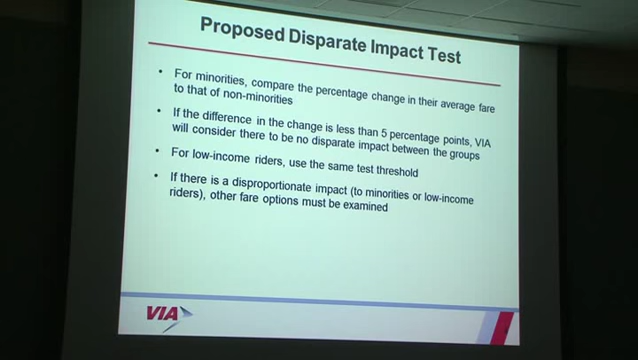 Proposed Disparate Impact Test
• For minorities, compare the percentage change in their average fare
to that of non-minorities
• If the difference in the change is less than 5 percentage points, VIA
will consider there to be no disparate impact between the groups
• For low-income riders, use the same test threshold
• If there is a disproportionate impact (to minorities or low-income
riders), other fare options must be examined
VIA